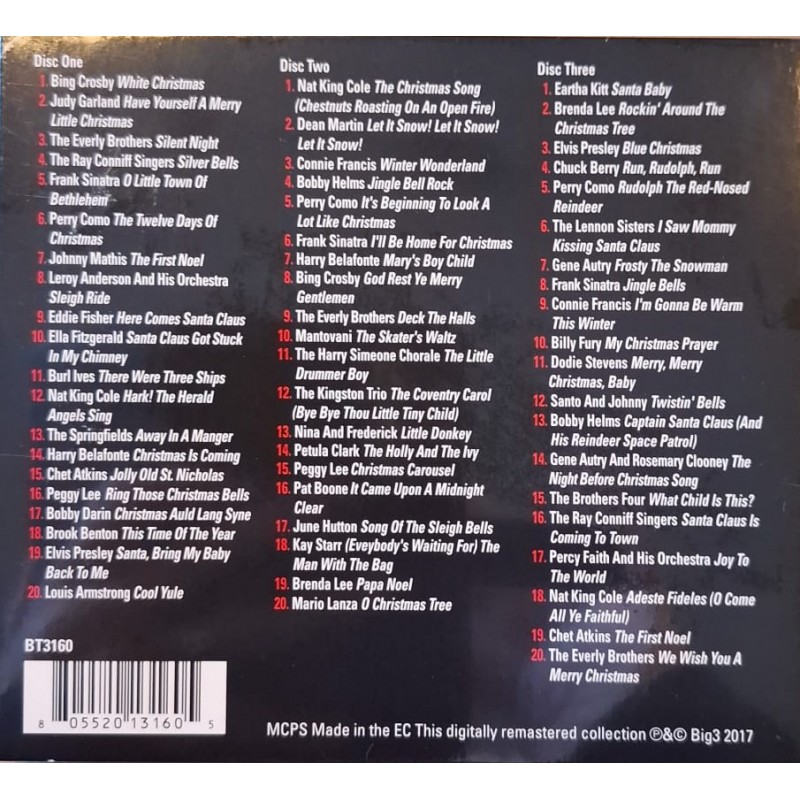 Disc One
1. Bing Crosby White Christmas
2. Judy Garland Have Yourself A Merry
Little Christmas
3. The Everly Brothers Silent Night
4. The Ray Conniff Singers Silver Bells
5. Frank Sinatra O Little Town Of
Bethlehem
6. Perry Como The Twelve Days Of
Christmas
7. Johnny Mathis The First Noel
8. Leroy Anderson And His Orchestra
Sleigh Ride
9. Eddie Fisher Here Comes Santa Claus
10. Ella Fitzgerald Santa Claus Got Stuck
In My Chimney
11. Burl Ives There Were Three Ships
12. Nat King Cole Hark! The Herald
Angels Sing
13. The Springfields Away In A Manger
14. Harry Belafonte Christmas Is Coming
15. Chet Atkins Jolly Old St. Nicholas
16. Peggy Lee Ring Those Christmas Bells
17. Bobby Darin Christmas Auld Lang Syne
18. Brook Benton This Time Of The Year
19. Elvis Presley Santa, Bring My Baby
Back To Me
20. Louis Armstrong Cool Yule
Disc Two
1. Nat King Cole The Christmas Song
(Chestnuts Roasting On An Open Fire)
2. Dean Martin Let It Snow! Let It Snow!
Let It Snow!
3. Connie Francis Winter Wonderland
4. Bobby Helms Jingle Bell Rock
5. Perry Como It's Beginning To Look A
Lot Like Christmas
6. Frank Sinatra I'll Be Home For Christmas
7. Harry Belafonte Mary's Boy Child
8. Bing Crosby God Rest Ye Merry
Gentlemen
9. The Everly Brothers Deck The Halls
10. Mantovani The Skater's Waltz
11. The Harry Simeone Chorale The Little
Drummer Boy
12. The Kingston Trio The Coventry Carol
(Bye Bye Thou Little Tiny Child)
13. Nina And Frederick Little Donkey
14. Petula Clark The Holly And The Ivy
15. Peggy Lee Christmas Carousel
16. Pat Boone It Came Upon A Midnight
Clear
17. June Hutton Song Of The Sleigh Bells
18. Kay Starr (Eveybody's Waiting For) The
Man With The Bag
19. Brenda Lee Papa Noel
20. Mario Lanza O Christmas Tree
Disc Three
1. Eartha Kitt Santa Baby
2. Brenda Lee Rockin' Around The
Christmas Tree
3. Elvis Presley Blue Christmas
4. Chuck Berry Run, Rudolph, Run
5. Perry Como Rudolph The Red-Nosed
Reindeer
6. The Lennon Sisters I Saw Mommy
Kissing Santa Claus
7. Gene Autry Frosty The Snowman
8. Frank Sinatra Jingle Bells
9. Connie Francis I'm Gonna Be Warm
This Winter
10. Billy Fury My Christmas Prayer
11. Dodie Stevens Merry, Merry
Christmas, Baby
12. Santo And Johnny Twistin' Bells
13. Bobby Helms Captain Santa Claus (And
His Reindeer Space Patrol)
14. Gene Autry And Rosemary Clooney The
Night Before Christmas Song
15. The Brothers Four What Child Is This?
16. The Ray Conniff Singers Santa Claus Is
Coming To Town
17. Percy Faith And His Orchestra Joy To
The World
18. Nat King Cole Adeste Fideles (O Come
All Ye Faithful)
19. Chet Atkins The First Noel
20. The Everly Brothers We Wish You A
Merry Christmas
BT3160
8 05520 13160 5
MCPS Made in the EC This digitally remastered collection ℗&© Big3 2017